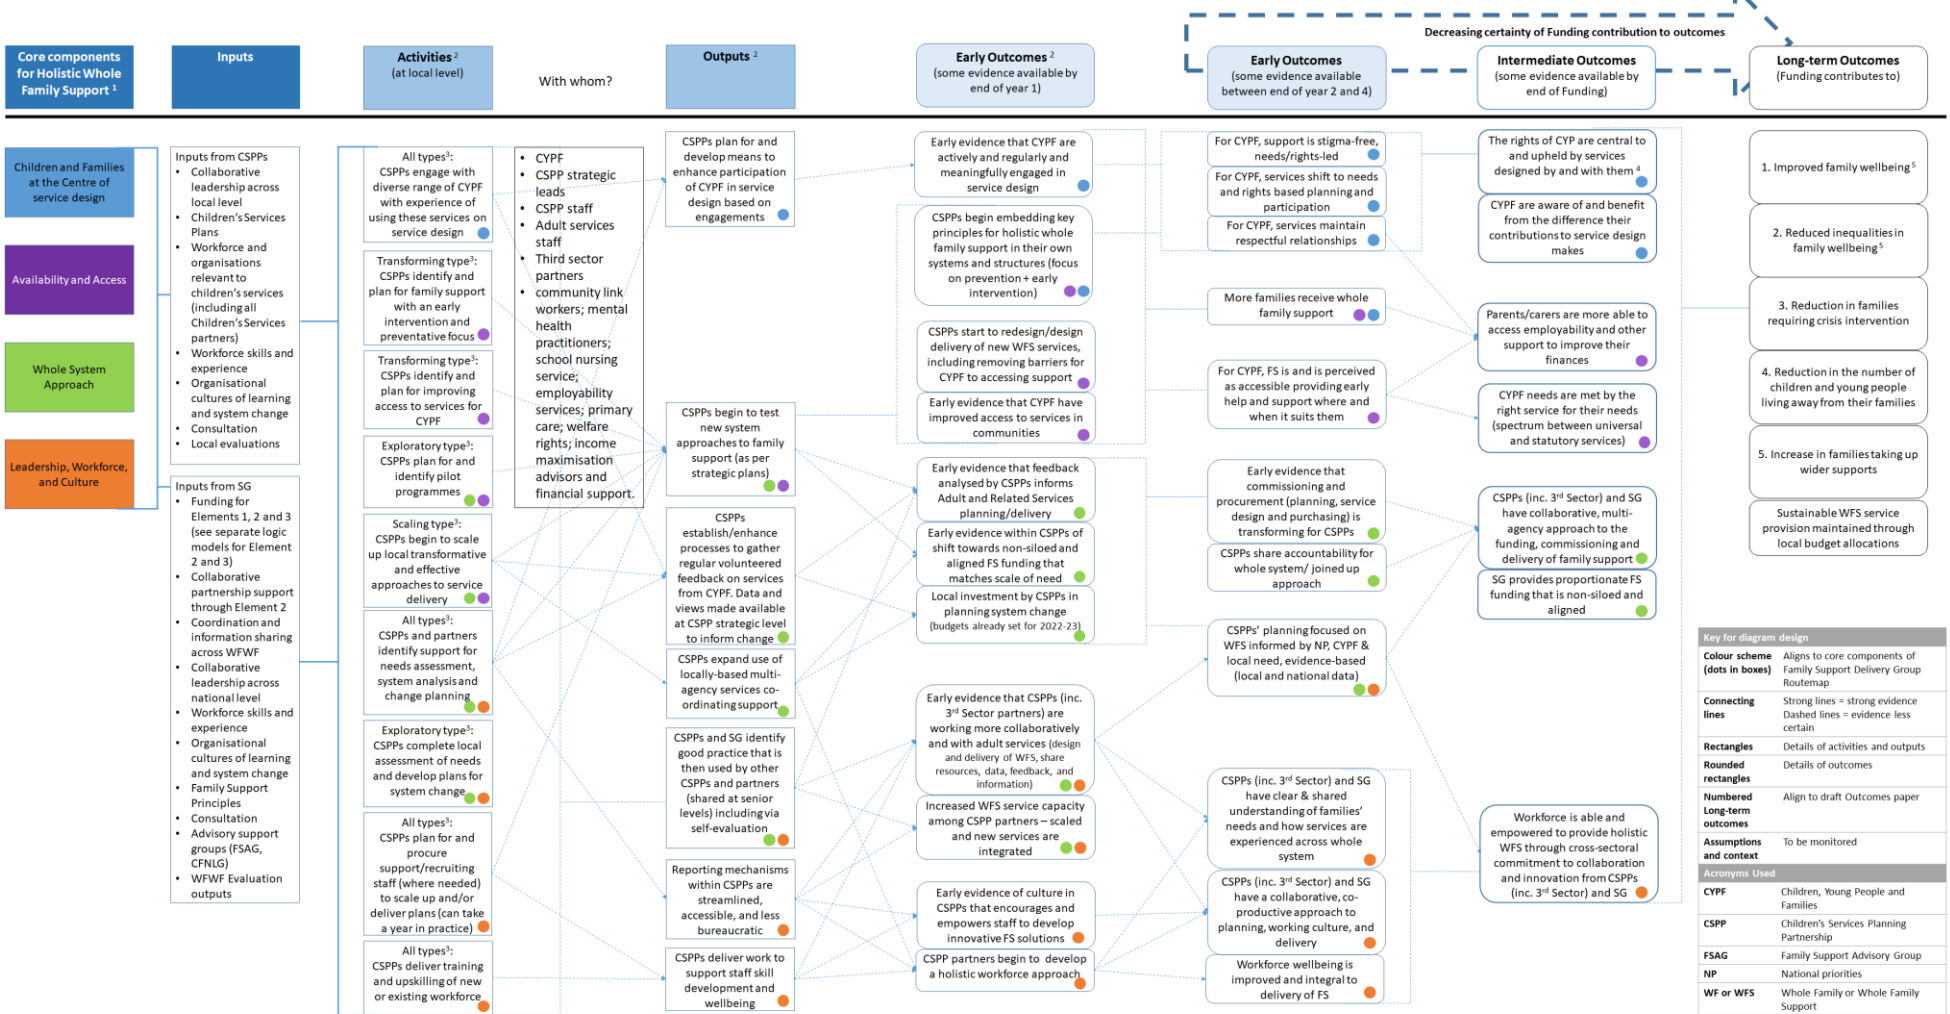 Decreasing certainty of Funding contribution to outcomes
Core components
for Holistic Whole
Family Support 1
Inputs
Activities 2
(at local level)
With whom?
Outputs 2
Early Outcomes 2
(some evidence available by
end of year 1)
Early Outcomes
(some evidence available
between end of year 2 and 4)
Intermediate Outcomes
(some evidence available by
end of Funding)
Long-term Outcomes
(Funding contributes to)
Children and Families
at the Centre of
service design
Availability and Access
Whole System
Approach
Leadership, Workforce,
and Culture
Inputs from CSPPs
• Collaborative
leadership across
local level
• Children's Services
Plans
• Workforce and
organisations
relevant to
children's services
(including all
Children's Services
partners)
• Workforce skills and
experience
• Organisational
cultures of learning
and system change
• Consultation
• Local evaluations
Inputs from SG
• Funding for
Elements 1, 2 and 3
(see separate logic
models for Element
2 and 3)
• Collaborative
partnership support
through Element 2
• Coordination and
information sharing
across WFWF
• Collaborative
leadership across
national level
• Workforce skills and
experience
• Organisational
cultures of learning
and system change
• Family Support
Principles
• Consultation
• Advisory support
groups (FSAG,
CFNLG)
• WFWF Evaluation
outputs
All types3:
CSPPs engage with
diverse range of CYPF
with experience of
using these services on
service design
Transforming type3:
CSPPs identify and
plan for family support
with an early
intervention and
preventative focus
Transforming type3:
CSPPs identify and
plan for improving
access to services for
CYPF
Exploratory type3:
CSPPs plan for and
identify pilot
programmes
Scaling type3:
CSPPs begin to scale
up local transformative
and effective
approaches to service
delivery
All types3:
CSPPs and partners
identify support for
needs assessment,
system analysis and
change planning
Exploratory type3:
CSPPs complete local
assessment of needs
and develop plans for
system change
All types3:
CSPPs plan for and
procure
support/recruiting
staff (where needed)
to scale up and/or
deliver plans (can take
a year in practice)
All types3:
CSPPs deliver training
and upskilling of new
or existing workforce
• CYPF
• CSPP strategic
leads
• CSPP staff
• Adult services
staff
• Third sector
partners
• community link
workers; mental
health
practitioners;
school nursing
service;
employability
services; primary
care; welfare
rights; income
maximisation
advisors and
financial support.
CSPPs plan for and
develop means to
enhance participation
of CYPF in service
design based on
engagements
CSPPs begin to test
new system
approaches to family
support (as per
strategic plans)
CSPPs
establish/enhance
processes to gather
regular volunteered
feedback on services
from CYPF. Data and
views made available
at CSPP strategic level
to inform change
CSPPs expand use of
locally-based multi-
agency services co-
ordinating support
CSPPs and SG identify
good practice that is
then used by other
CSPPs and partners
(shared at senior
levels) including via
self-evaluation
Reporting mechanisms
within CSPPs are
streamlined,
accessible, and less
bureaucratic
CSPPs deliver work to
support staff skill
development and
wellbeing
Early evidence that CYPF are
actively and regularly and
meaningfully engaged in
service design
CSPPs begin embedding key
principles for holistic whole
family support in their own
systems and structures (focus
on prevention + early
intervention)
CSPPs start to redesign/design
delivery of new WFS services,
including removing barriers for
CYPF to accessing support
Early evidence that CYPF have
improved access to services in
communities
Early evidence that feedback
analysed by CSPPs informs
Adult and Related Services
planning/delivery
Early evidence within CSPPs of
shift towards non-siloed and
aligned FS funding that
matches scale of need
Local investment by CSPPs in
planning system change
(budgets already set for 2022-23)
Early evidence that CSPPs (inc.
3rd Sector partners) are
working more collaboratively
and with adult services (design
and delivery of WFS, share
resources, data, feedback, and
information)
Increased WFS service capacity
among CSPP partners – scaled
and new services are
integrated
Early evidence of culture in
CSPPs that encourages and
empowers staff to develop
innovative FS solutions
CSPP partners begin to develop
a holistic workforce approach
For CYPF, support is stigma-free,
needs/rights-led
For CYPF, services shift to needs
and rights based planning and
participation
For CYPF, services maintain
respectful relationships
More families receive whole
family support
For CYPF, FS is and is perceived
as accessible providing early
help and support where and
when it suits them
Early evidence that
commissioning and
procurement (planning, service
design and purchasing) is
transforming for CSPPs
CSPPs share accountability for
whole system/ joined up
approach
CSPPs' planning focused on
WFS informed by NP, CYPF &
local need, evidence-based
(local and national data)
CSPPs (inc. 3rd Sector) and SG
have clear & shared
understanding of families'
needs and how services are
experienced across whole
system
CSPPs (inc. 3rd Sector) and SG
have a collaborative, co-
productive approach to
planning, working culture, and
delivery
Workforce wellbeing is
improved and integral to
delivery of FS
The rights of CYP are central to
and upheld by services
designed by and with them 4
CYPF are aware of and benefit
from the difference their
contributions to service design
makes
Parents/carers are more able to
access employability and other
support to improve their
finances
CYPF needs are met by the
right service for their needs
(spectrum between universal
and statutory services)
CSPPs (inc. 3rd Sector) and SG
have collaborative, multi-
agency approach to the
funding, commissioning and
delivery of family support
SG provides proportionate FS
funding that is non-siloed and
aligned
Workforce is able and
empowered to provide holistic
WFS through cross-sectoral
commitment to collaboration
and innovation from CSPPs
(inc. 3rd Sector) and SG
1. Improved family wellbeing 5
2. Reduced inequalities in
family wellbeing 5
3. Reduction in families
requiring crisis intervention
4. Reduction in the number of
children and young people
living away from their families
5. Increase in families taking up
wider supports
Sustainable WFS service
provision maintained through
local budget allocations
Key for diagram design
Colour scheme Aligns to core components of
(dots in boxes) Family Support Delivery Group
Routemap
Connecting Strong lines = strong evidence
lines Dashed lines = evidence less
certain
Rectangles Details of activities and outputs
Rounded Details of outcomes
rectangles
Numbered Align to draft Outcomes paper
Long-term
outcomes
Assumptions To be monitored
and context
Acronyms Used
CYPF Children, Young People and
Families
CSPP Children's Services Planning
Partnership
FSAG Family Support Advisory Group
NP National priorities
WF or WFS Whole Family or Whole Family
Support